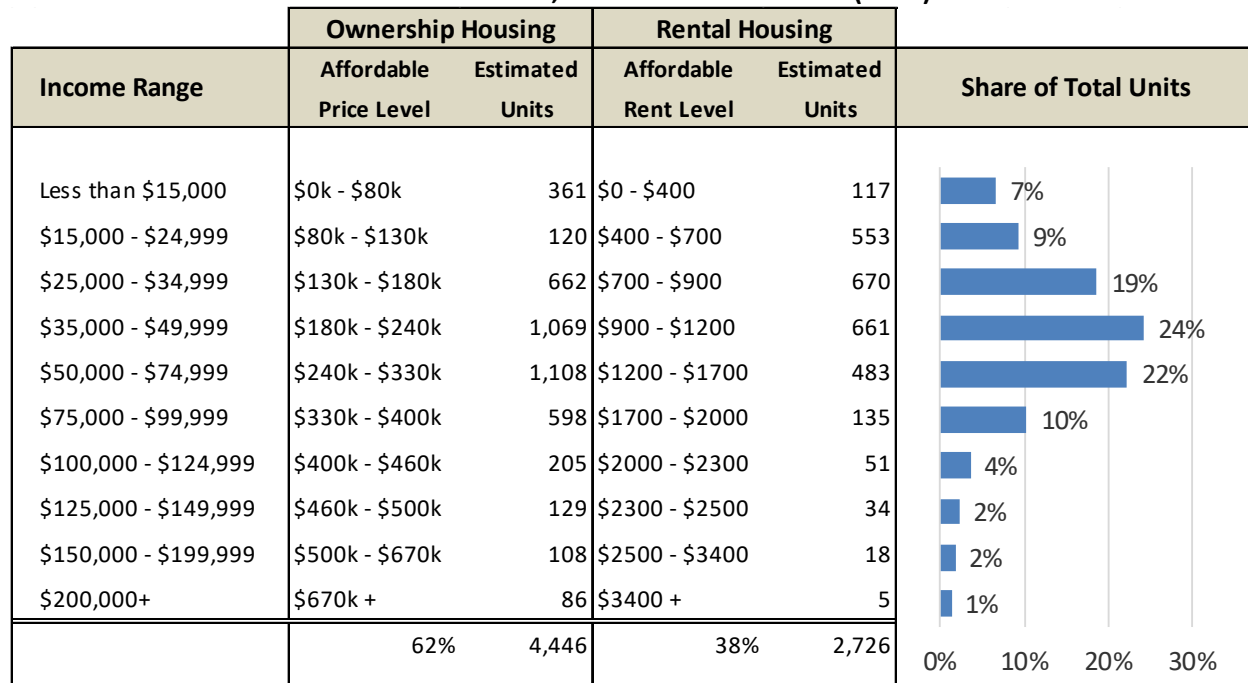 Ownership Housing Rental Housing
Income Range Affordable Estimated Affordable Estimated Share of Total Units
Price Level Units Rent Level Units
Less than $15,000 $0k - $80k 361 $0 - $400 117 7%
$15,000 - $24,999 $80k - $130k 120 $400 - $700 553 9%
$25,000 - $34,999 $130k - $180k 662 $700 - $900 670 19%
$35,000 - $49,999 $180k - $240k 1,069 $900 - $1200 661 24%
$50,000 - $74,999 $240k - $330k 1,108 $1200 - $1700 483 22%
$75,000 - $99,999 $330k - $400k 598 $1700 - $2000 135 10%
$100,000 - $124,999 $400k - $460k 205 $2000 - $2300 51 4%
$125,000 - $149,999 $460k - $500k 129 $2300 - $2500 34 2%
$150,000 - $199,999 $500k - $670k 108 $2500 - $3400 18 2%
$200,000+ $670k + 86 $3400 + 5 1%
62% 4,446 38% 2,726
0% 10% 20% 30%